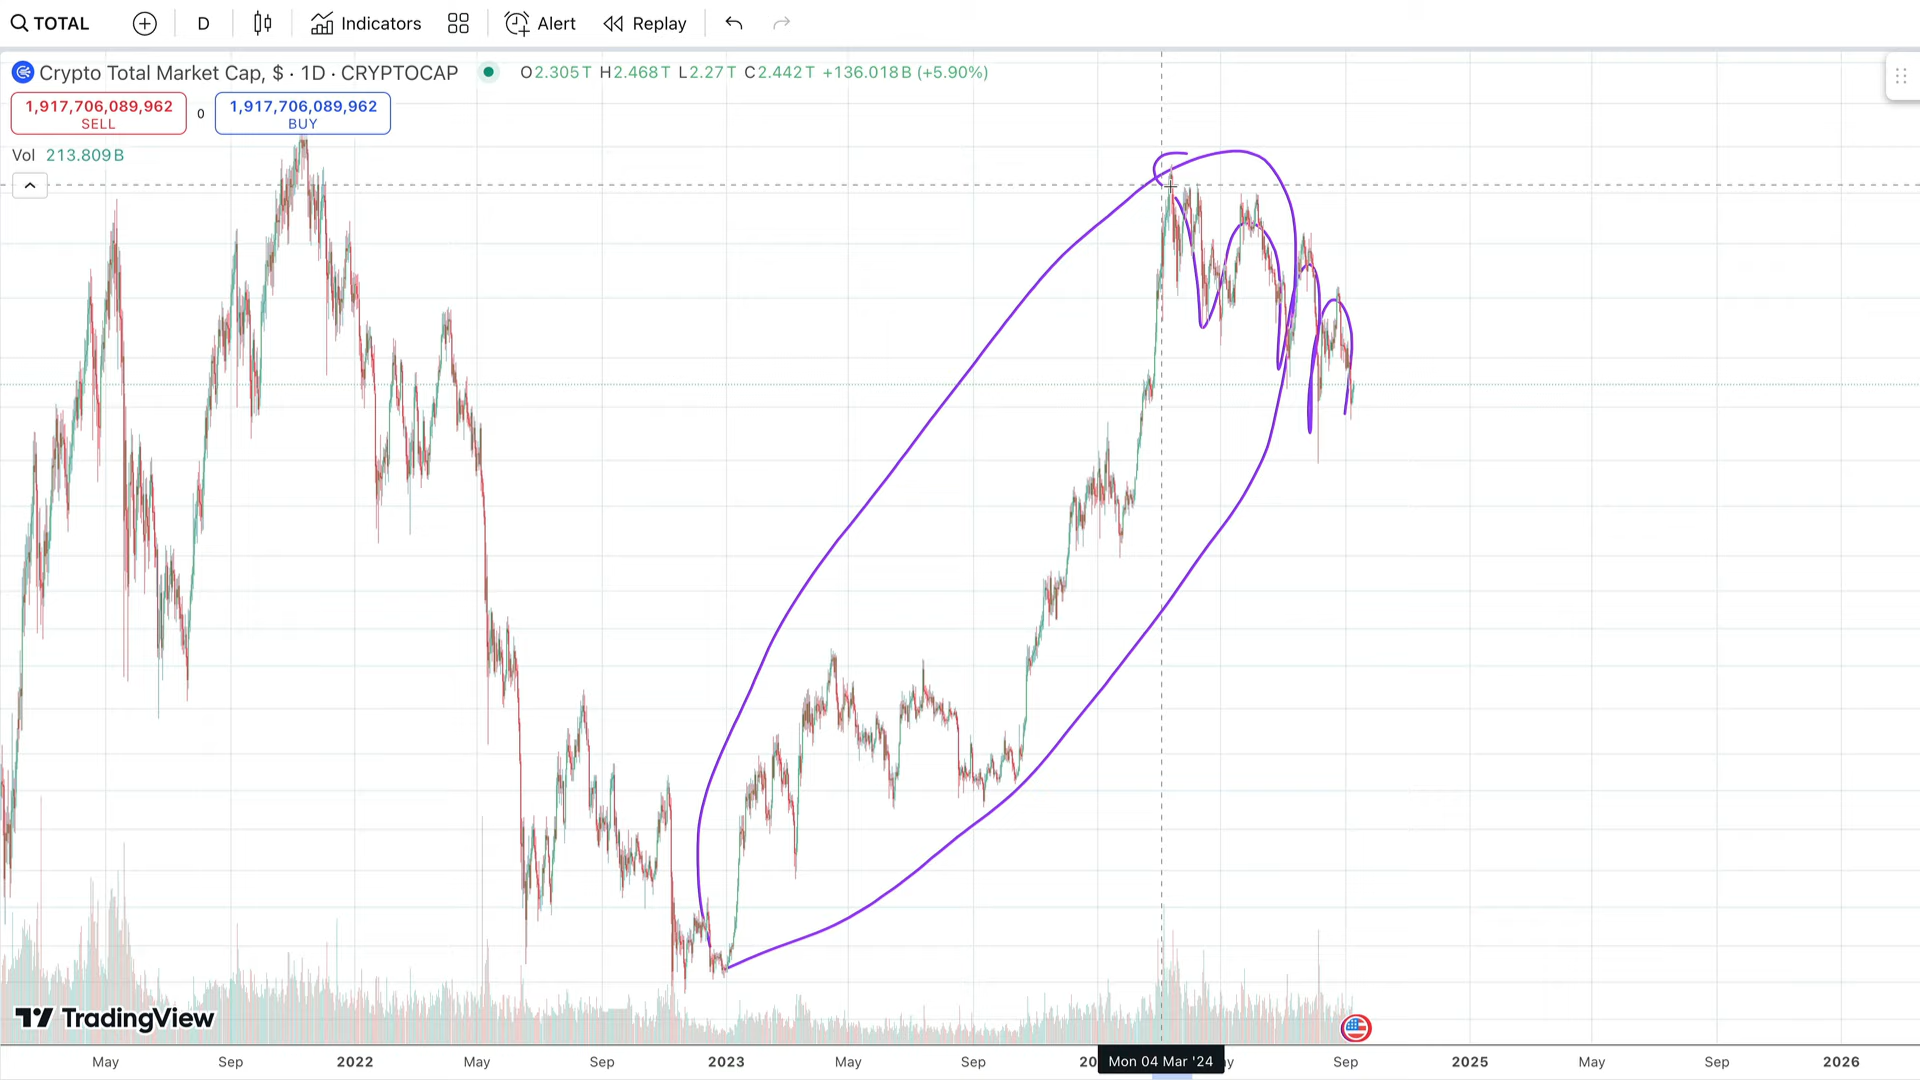 TOTAL D Indicators Alert Replay
Crypto Total Market Cap, $ · 1D · CRYPTOCAP O2.305T H2.468T L2.27T C2.442T +136.018B (+5.90%)
1,917,706,089,962 0 1,917,706,089,962
SELL BUY
Vol 213.809B
TradingView
May Sep 2022 May Sep 2023 May Sep 20 Mon 04 Mar '24 y Sep 2025 May Sep 2026